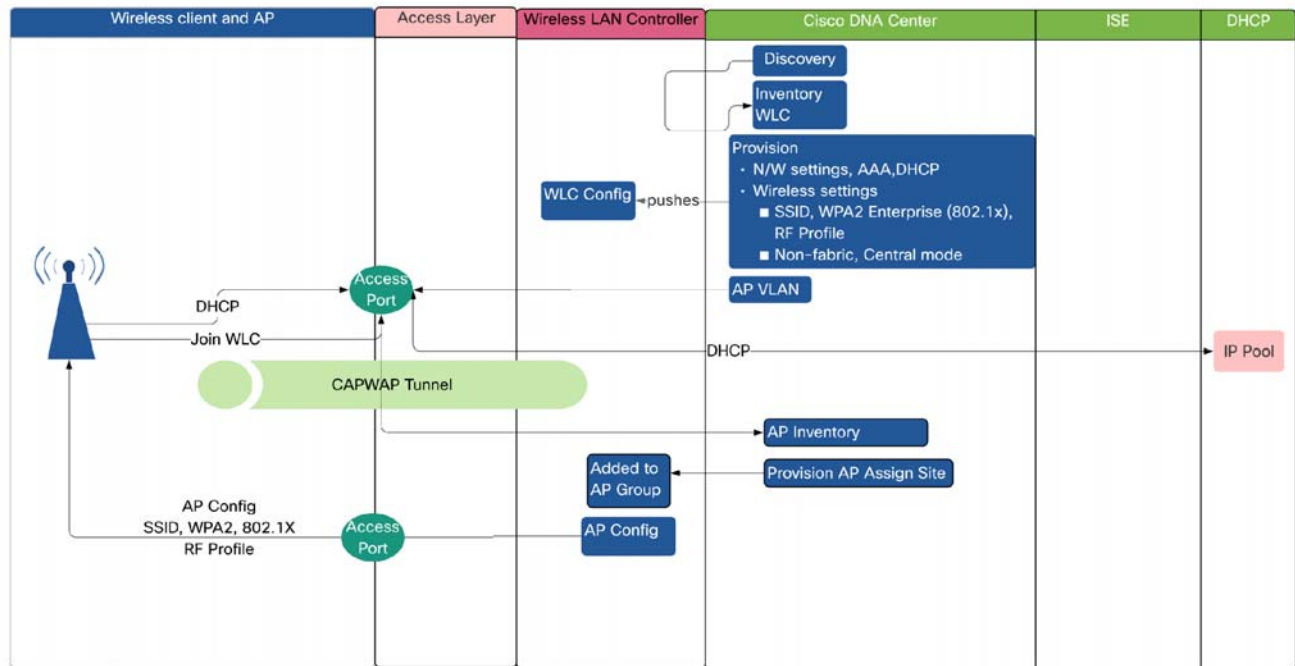 Wireless client and AP
Access Layer
Wireless LAN Controller
Cisco DNA Center
ISE
DHCP
Discovery
Inventory
WLC
Provision
• N/W settings, AAA,DHCP
• Wireless settings
■ SSID, WPA2 Enterprise (802.1x),
RF Profile
■ Non-fabric, Central mode
WLC Config
pushes
Access
Port
AP VLAN
DHCP
Join WLC
DHCP
IP Pool
CAPWAP Tunnel
AP Inventory
Added to
AP Group
Provision AP Assign Site
AP Config
SSID, WPA2, 802.1X
RF Profile
Access
Port
AP Config